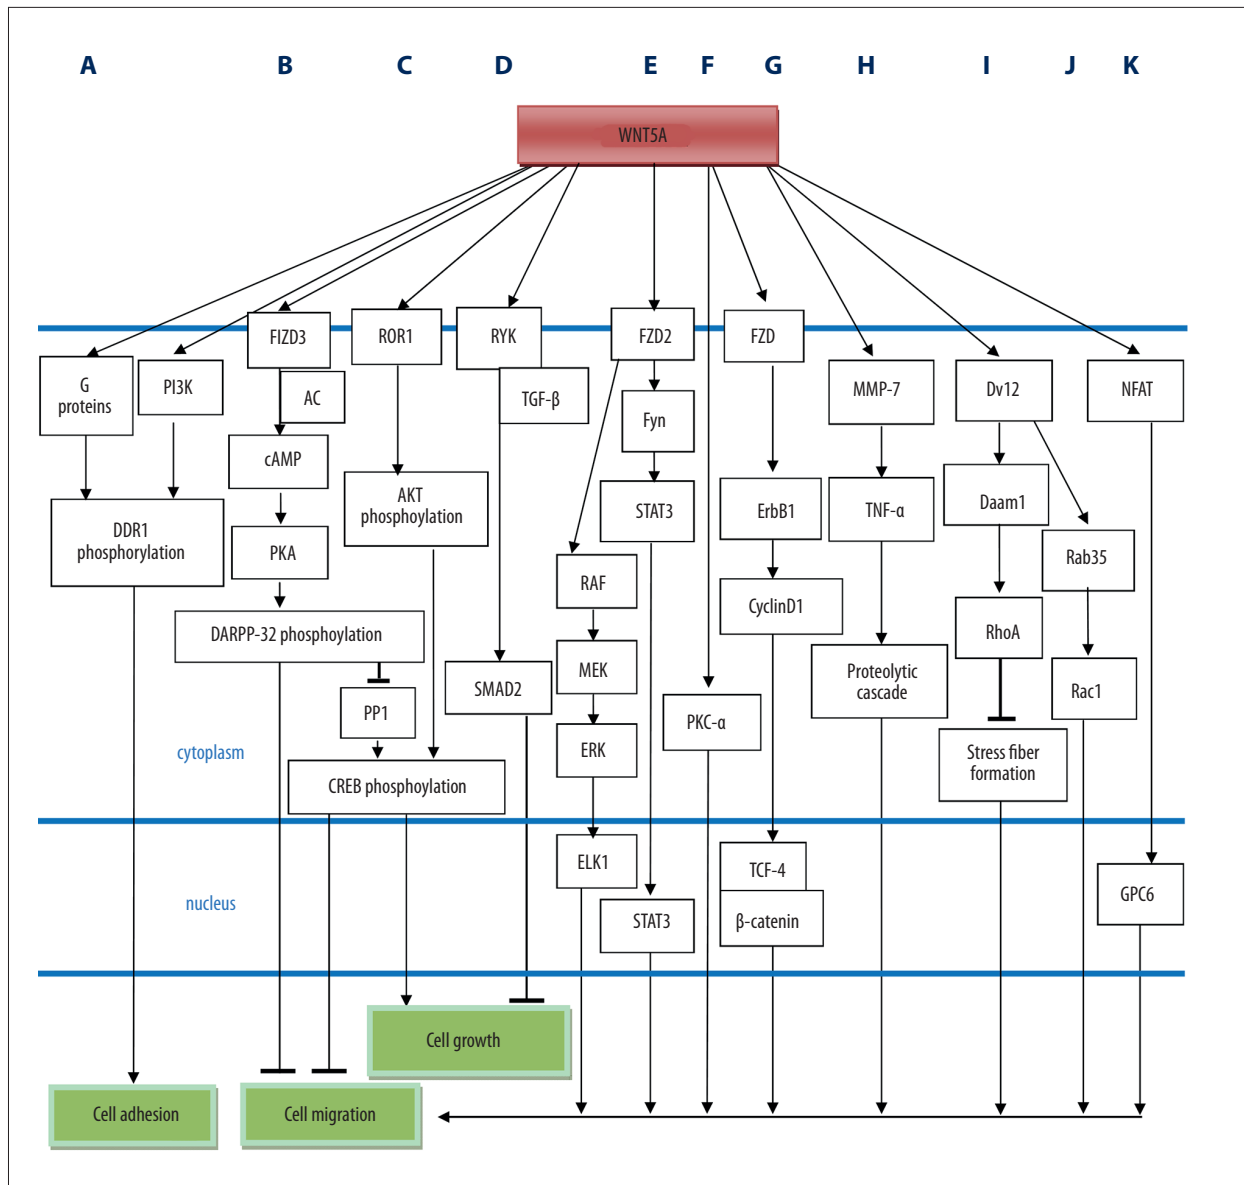 A B C D E F G H I J K
WNT5A
FIZD3
ROR1
RYK
FZD2
FZD
G
proteins
PI3K
AC
TGF-β
Fyn
MMP-7
Dv12
NFAT
cAMP
AKT
phosphoylation
STAT3
ErbB1
TNF-α
Daam1
DDR1
phosphorylation
PKA
RAF
CyclinD1
Rab35
DARPP-32 phosphoylation
RhoA
MEK
SMAD2
Proteolytic
cascade
Rac1
PP1
PKC-α
cytoplasm
ERK
Stress fiber
formation
CREB phosphoylation
ELK1
TCF-4
nucleus
GPC6
STAT3
β-catenin
Cell growth
Cell adhesion
Cell migration